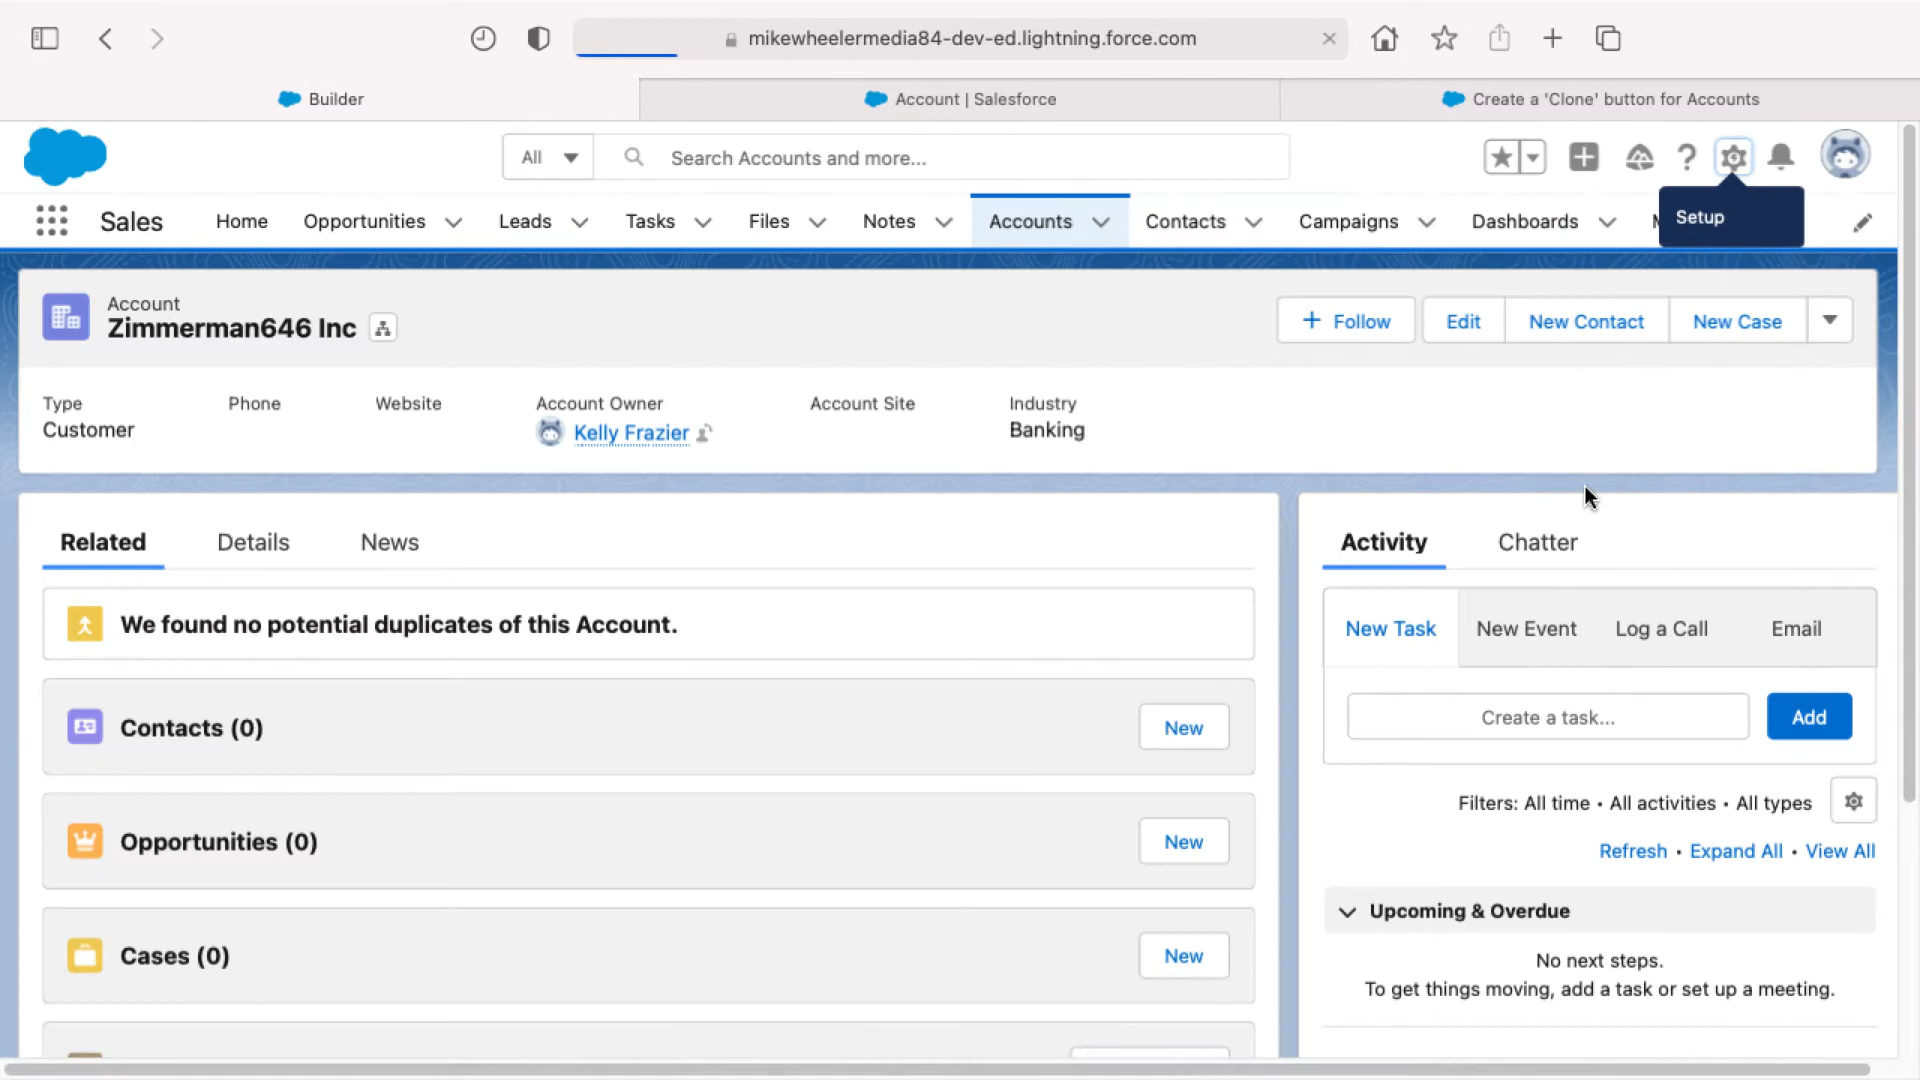 mikewheelermedia84-dev-ed.lightning.force.com
Builder
Account | Salesforce
Create a 'Clone' button for Accounts
All
Search Accounts and more...
Sales
Home
Opportunities
Leads
Tasks
Files
Notes
Accounts
Contacts
Campaigns
Dashboards
Setup
Account
Zimmerman646 Inc
Follow
Edit
New Contact
New Case
Type
Phone
Website
Account Owner
Account Site
Industry
Customer
Kelly Frazier
Banking
Related
Details
News
Activity
Chatter
We found no potential duplicates of this Account.
New Task
New Event
Log a Call
Email
Contacts (0)
New
Create a task...
Add
Filters: All time • All activities • All types
Opportunities (0)
New
Refresh • Expand All • View All
Upcoming & Overdue
Cases (0)
New
No next steps.
To get things moving, add a task or set up a meeting.